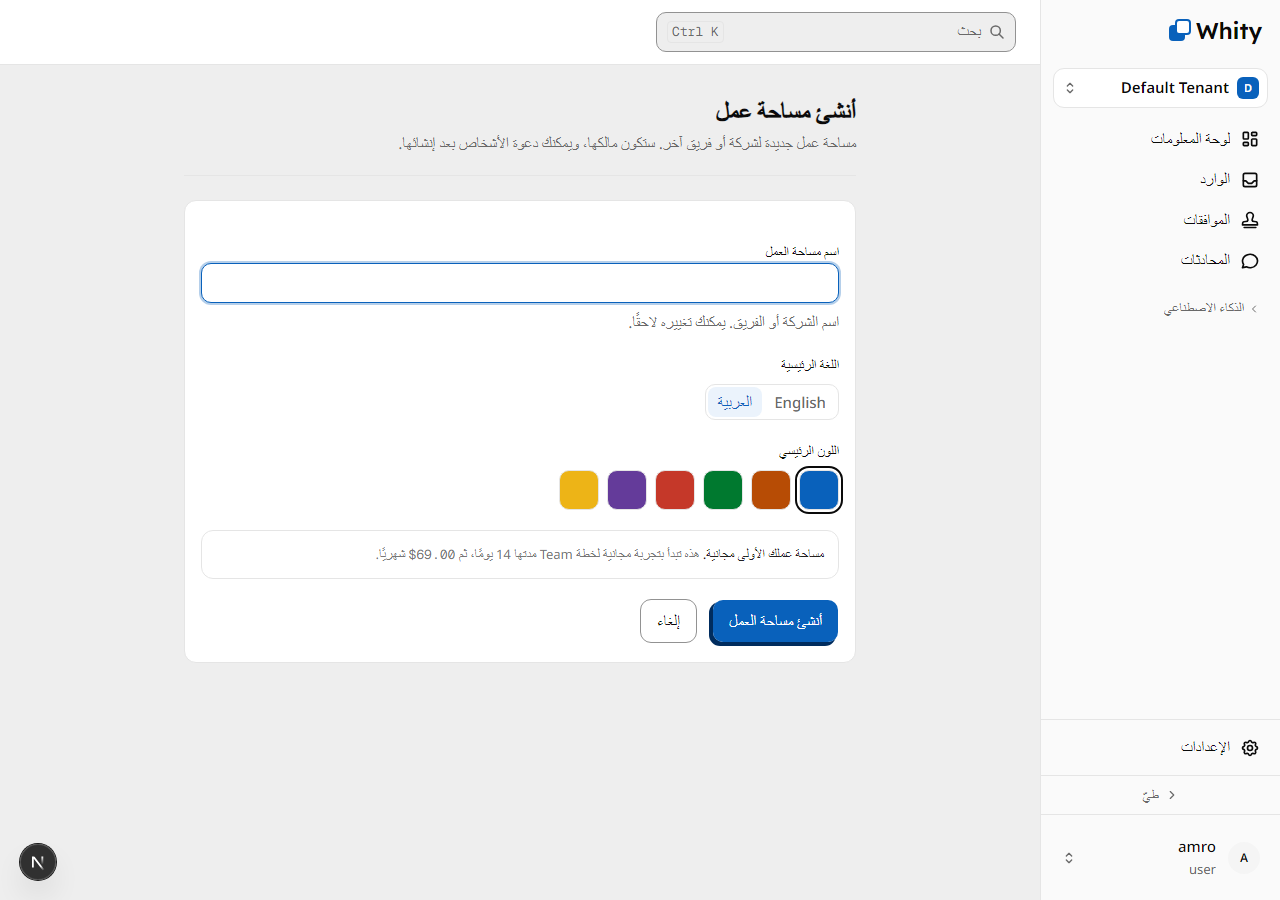 Whity
D Default Tenant
لوحة المعلومات
الوارد
الموافقات
المحادثات
الذكاء الاصطناعي
الإعدادات
طيّ
A amro
user
بحث Ctrl K
أنشئ مساحة عمل
مساحة عمل جديدة لشركة أو فريق آخر. ستكون مالكها، ويمكنك دعوة الأشخاص بعد إنشائها.
اسم مساحة العمل
اسم الشركة أو الفريق. يمكنك تغييره لاحقًا.
اللغة الرئيسية
English العربية
اللون الرئيسي
مساحة عملك الأولى مجانية. هذه تبدأ بتجربة مجانية لخطة Team مدتها 14 يومًا، ثم $69.00 شهريًا.
أنشئ مساحة العمل إلغاء
N